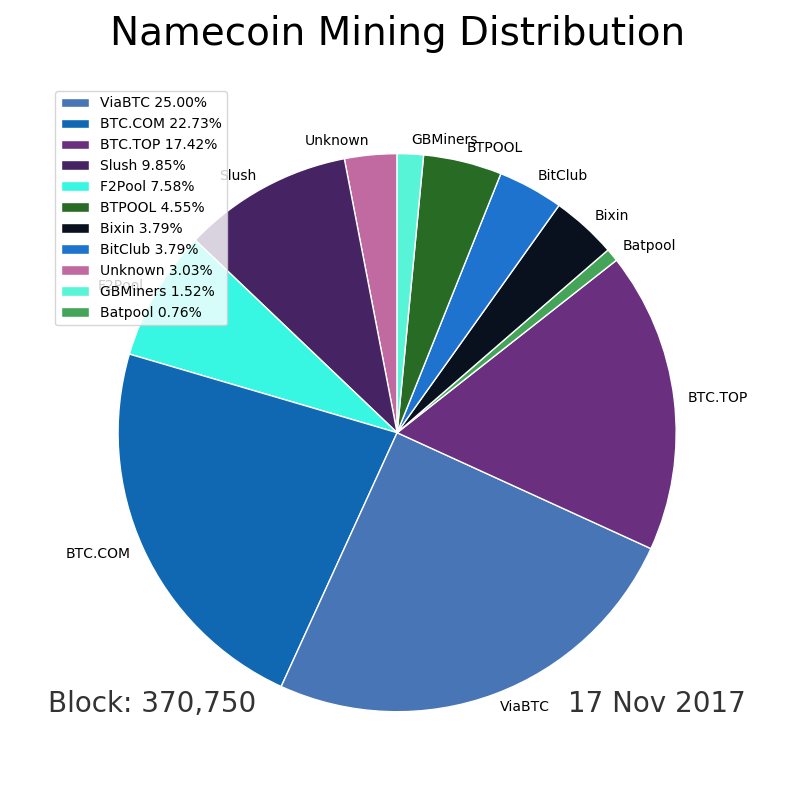 Namecoin Mining Distribution
ViaBTC 25.00%
BTC.COM 22.73%
BTC.TOP 17.42%
Slush 9.85%
F2Pool 7.58%
BTPOOL 4.55%
Bixin 3.79%
BitClub 3.79%
Unknown 3.03%
GBMiners 1.52%
Batpool 0.76%
Unknown
GBMiners
BTPOOL
Slush
BitClub
Bixin
Batpool
F2Pool
BTC.TOP
BTC.COM
ViaBTC
Block: 370,750
17 Nov 2017